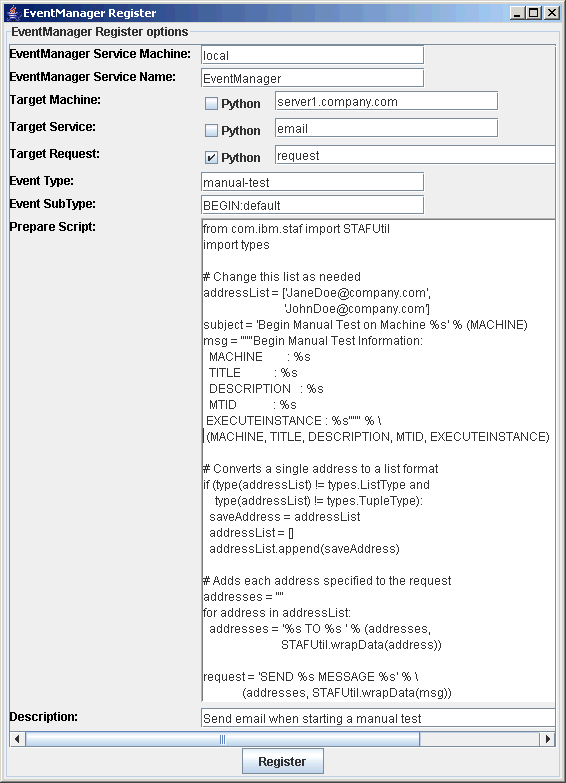 EventManager Register
EventManager Register options
EventManager Service Machine: local
EventManager Service Name: EventManager
Target Machine: Python server1.company.com
Target Service: Python email
Target Request: Python request
Event Type: manual-test
Event SubType: BEGIN:default
Prepare Script: from com.ibm.staf import STAFUtil
import types
# Change this list as needed
addressList = ['JaneDoe@company.com',
'JohnDoe@company.com']
subject = 'Begin Manual Test on Machine %s' % (MACHINE)
msg = """Begin Manual Test Information:
MACHINE : %s
TITLE : %s
DESCRIPTION : %s
MTID : %s
EXECUTEINSTANCE : %s""" % \
(MACHINE, TITLE, DESCRIPTION, MTID, EXECUTEINSTANCE)
# Converts a single address to a list format
if (type(addressList) != types.ListType and
type(addressList) != types.TupleType):
saveAddress = addressList
addressList = []
addressList.append(saveAddress)
# Adds each address specified to the request
addresses = ""
for address in addressList:
addresses = '%s TO %s ' % (addresses,
STAFUtil.wrapData(address))
request = 'SEND %s MESSAGE %s' % \
(addresses, STAFUtil.wrapData(msg))
Description: Send email when starting a manual test
Register